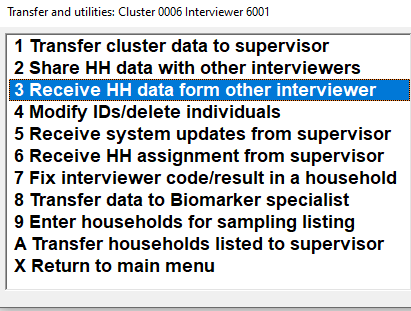 Transfer and utilities: Cluster 0006 Interviewer 6001
1 Transfer cluster data to supervisor
2 Share HH data with other interviewers
3 Receive HH data form other interviewer
4 Modify IDs/delete individuals
5 Receive system updates from supervisor
6 Receive HH assignment from supervisor
7 Fix interviewer code/result in a household
8 Transfer data to Biomarker specialist
9 Enter households for sampling listing
A Transfer households listed to supervisor
X Return to main menu